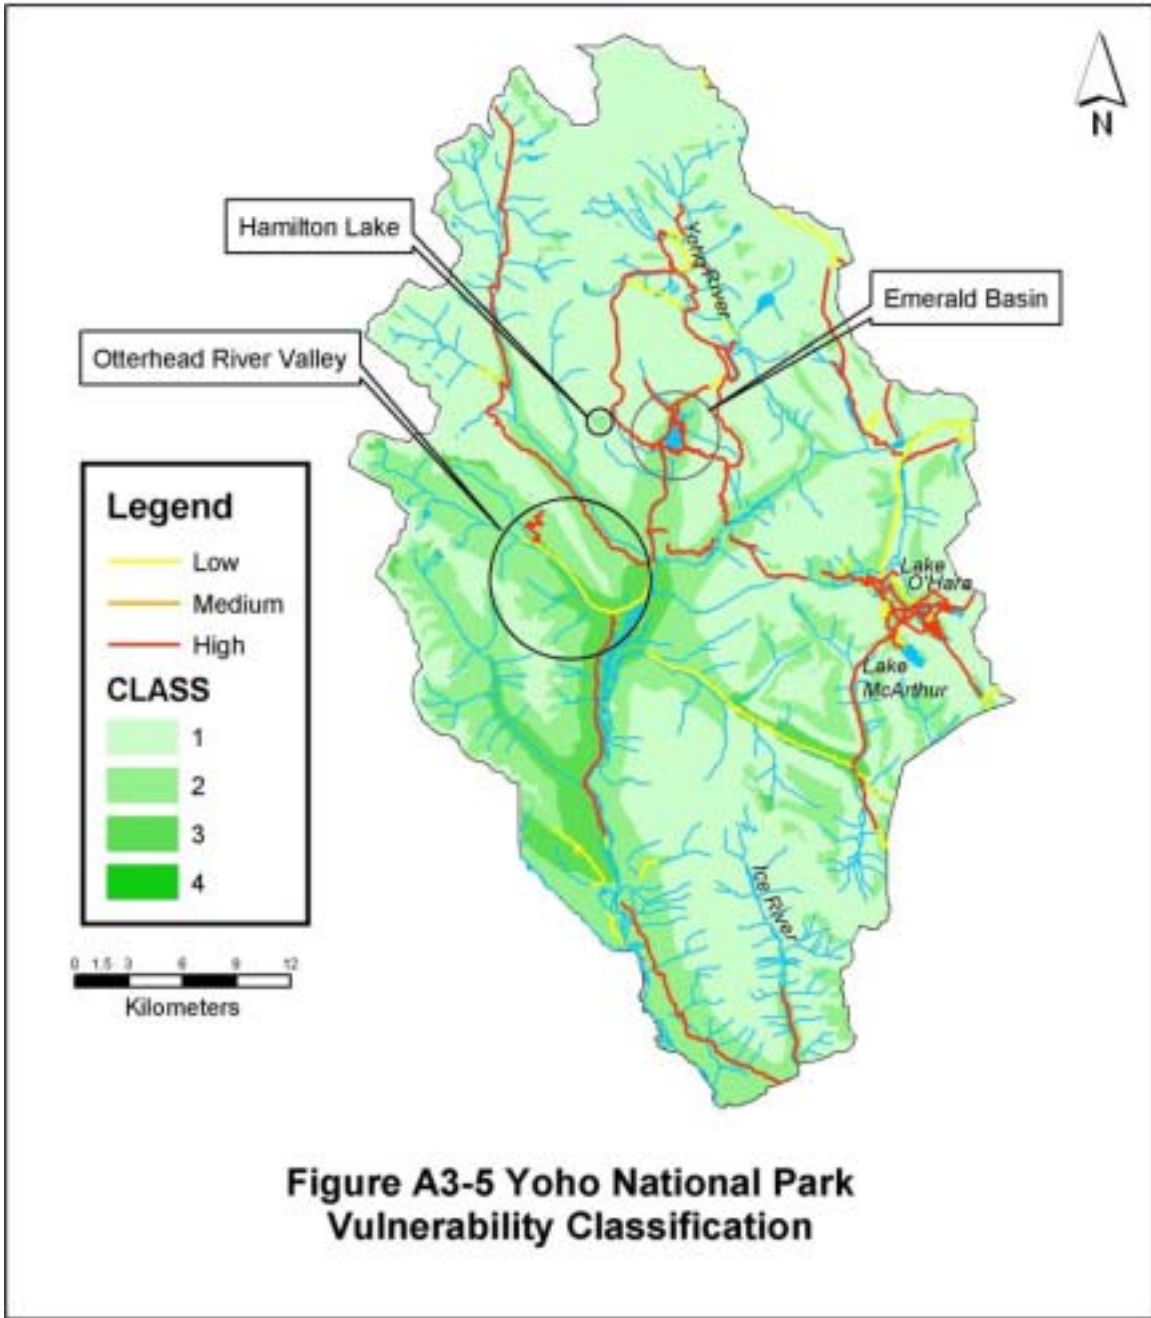 N
Hamilton Lake
Yoho River
Emerald Basin
Otterhead River Valley
Legend
Low
Medium
High
CLASS
1
2
3
4
Lake
O'Hara
Lake
McArthur
Ice River
0 1.5 3 6 9 12
Kilometers
Figure A3-5 Yoho National Park
Vulnerability Classification